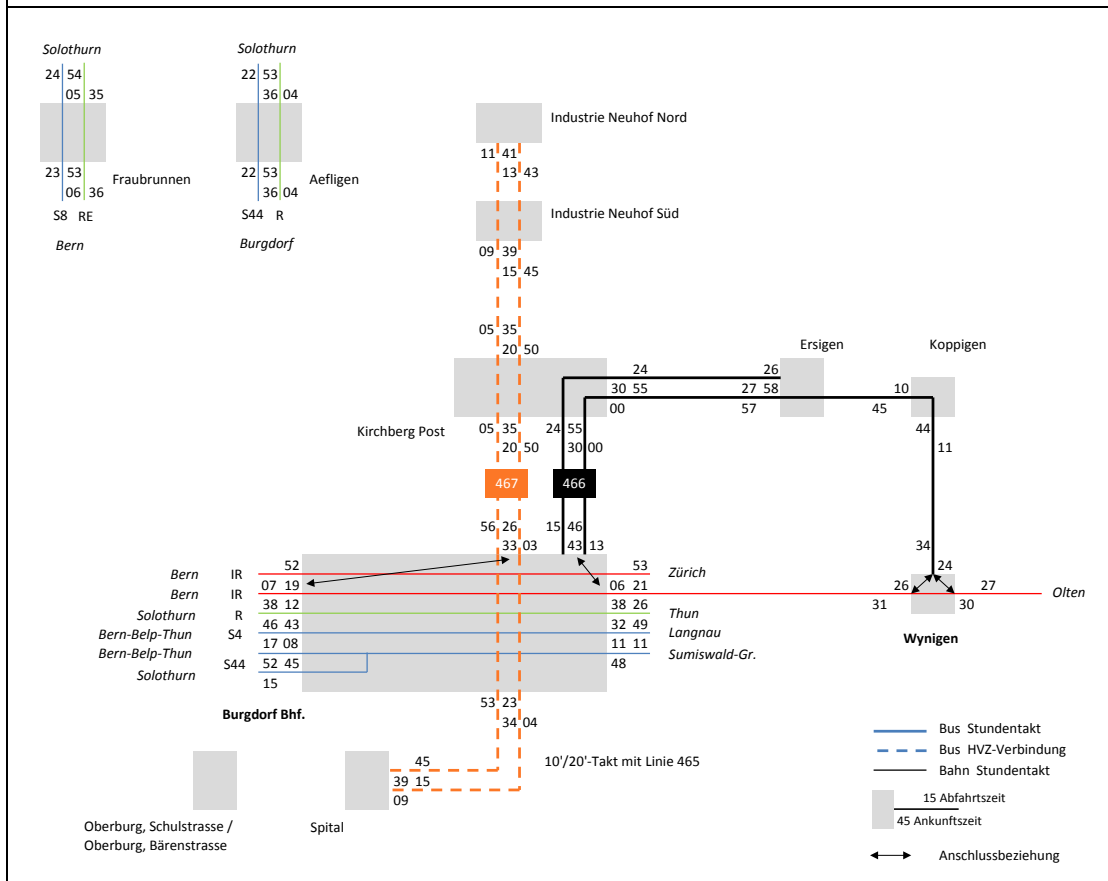 Solothurn
Solothurn
24 54
22 53
05 35
36 04
Industrie Neuhof Nord
11 41
23 53
Fraubrunnen
22 53
Aefligen
13 43
06 36
36 04
S8 RE
S44 R
Industrie Neuhof Süd
Bern
Burgdorf
09 39
15 45
05 35
Ersigen
Koppigen
20 50
24 26
30 55 27 58 10
00 57 45
Kirchberg Post
05 35 24 55
44
20 50 30 00
11
467
466
56 26 15 46
33 03 43 13
34
52 53
24
Bern IR
Zürich
07 19 06 21
26 27
Bern IR
Olten
38 12 38 26
31 30
Solothurn R
Thun
46 43 32 49
Bern-Belp-Thun S4
Langnau
Wynigen
17 08 11 11
Bern-Belp-Thun
Sumiswald-Gr.
S44 52 45 48
Solothurn
15
53 23
Burgdorf Bhf.
34 04
Bus Stundentakt
Bus HVZ-Verbindung
45
10'/20'-Takt mit Linie 465
Bahn Stundentakt
39 15
09
15 Abfahrtszeit
45 Ankunftszeit
Oberburg, Schulstrasse /
Spital
Oberburg, Bärenstrasse
Anschlussbeziehung